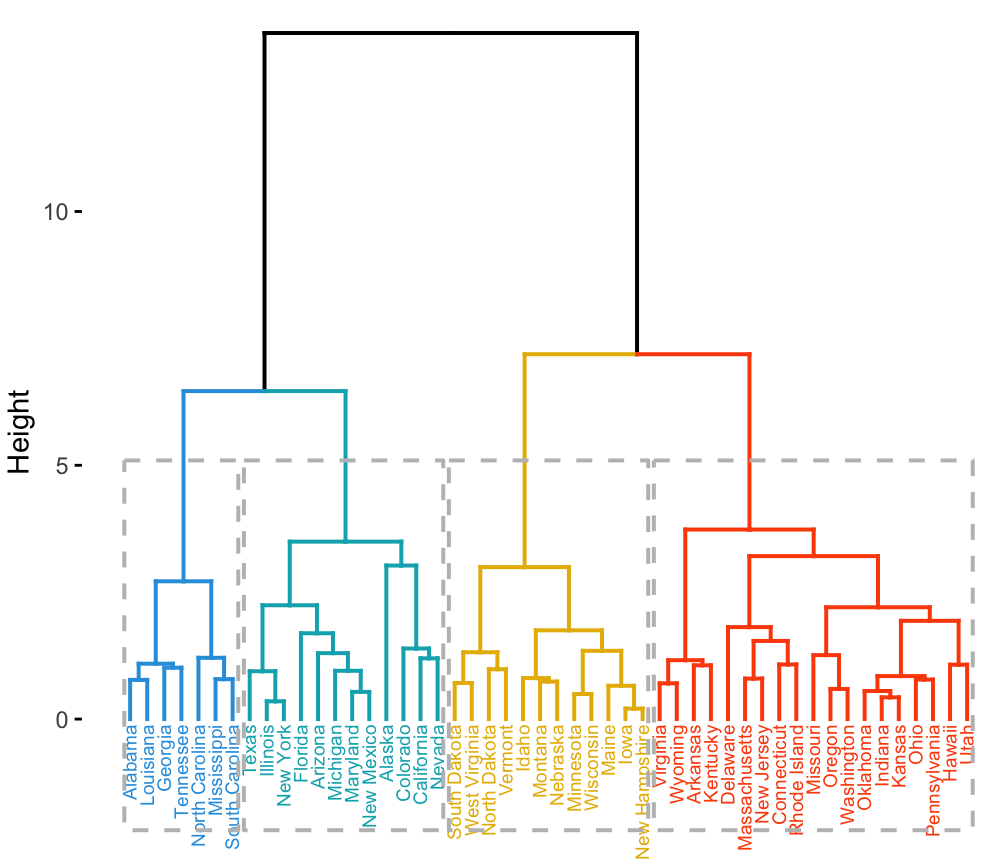 10
Height
5
0
Alabama
Louisiana
Georgia
Tennessee
North Carolina
Mississippi
South Carolina
Texas
Illinois
New York
Florida
Arizona
Michigan
Maryland
New Mexico
Alaska
Colorado
California
Nevada
South Dakota
West Virginia
North Dakota
Vermont
Idaho
Montana
Nebraska
Minnesota
Wisconsin
Maine
Iowa
New Hampshire
Virginia
Wyoming
Arkansas
Kentucky
Delaware
Massachusetts
New Jersey
Connecticut
Rhode Island
Missouri
Oregon
Washington
Oklahoma
Indiana
Kansas
Ohio
Pennsylvania
Hawaii
Utah